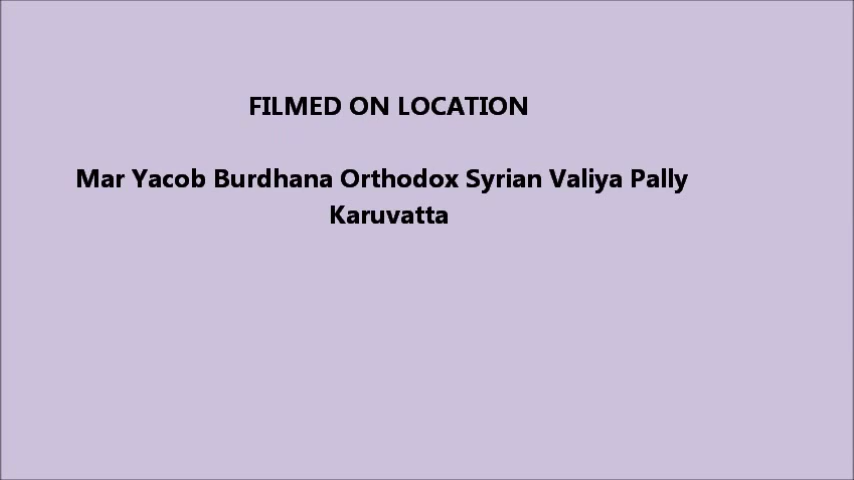 FILMED ON LOCATION
Mar Yacob Burdhana Orthodox Syrian Valiya Pally
Karuvatta